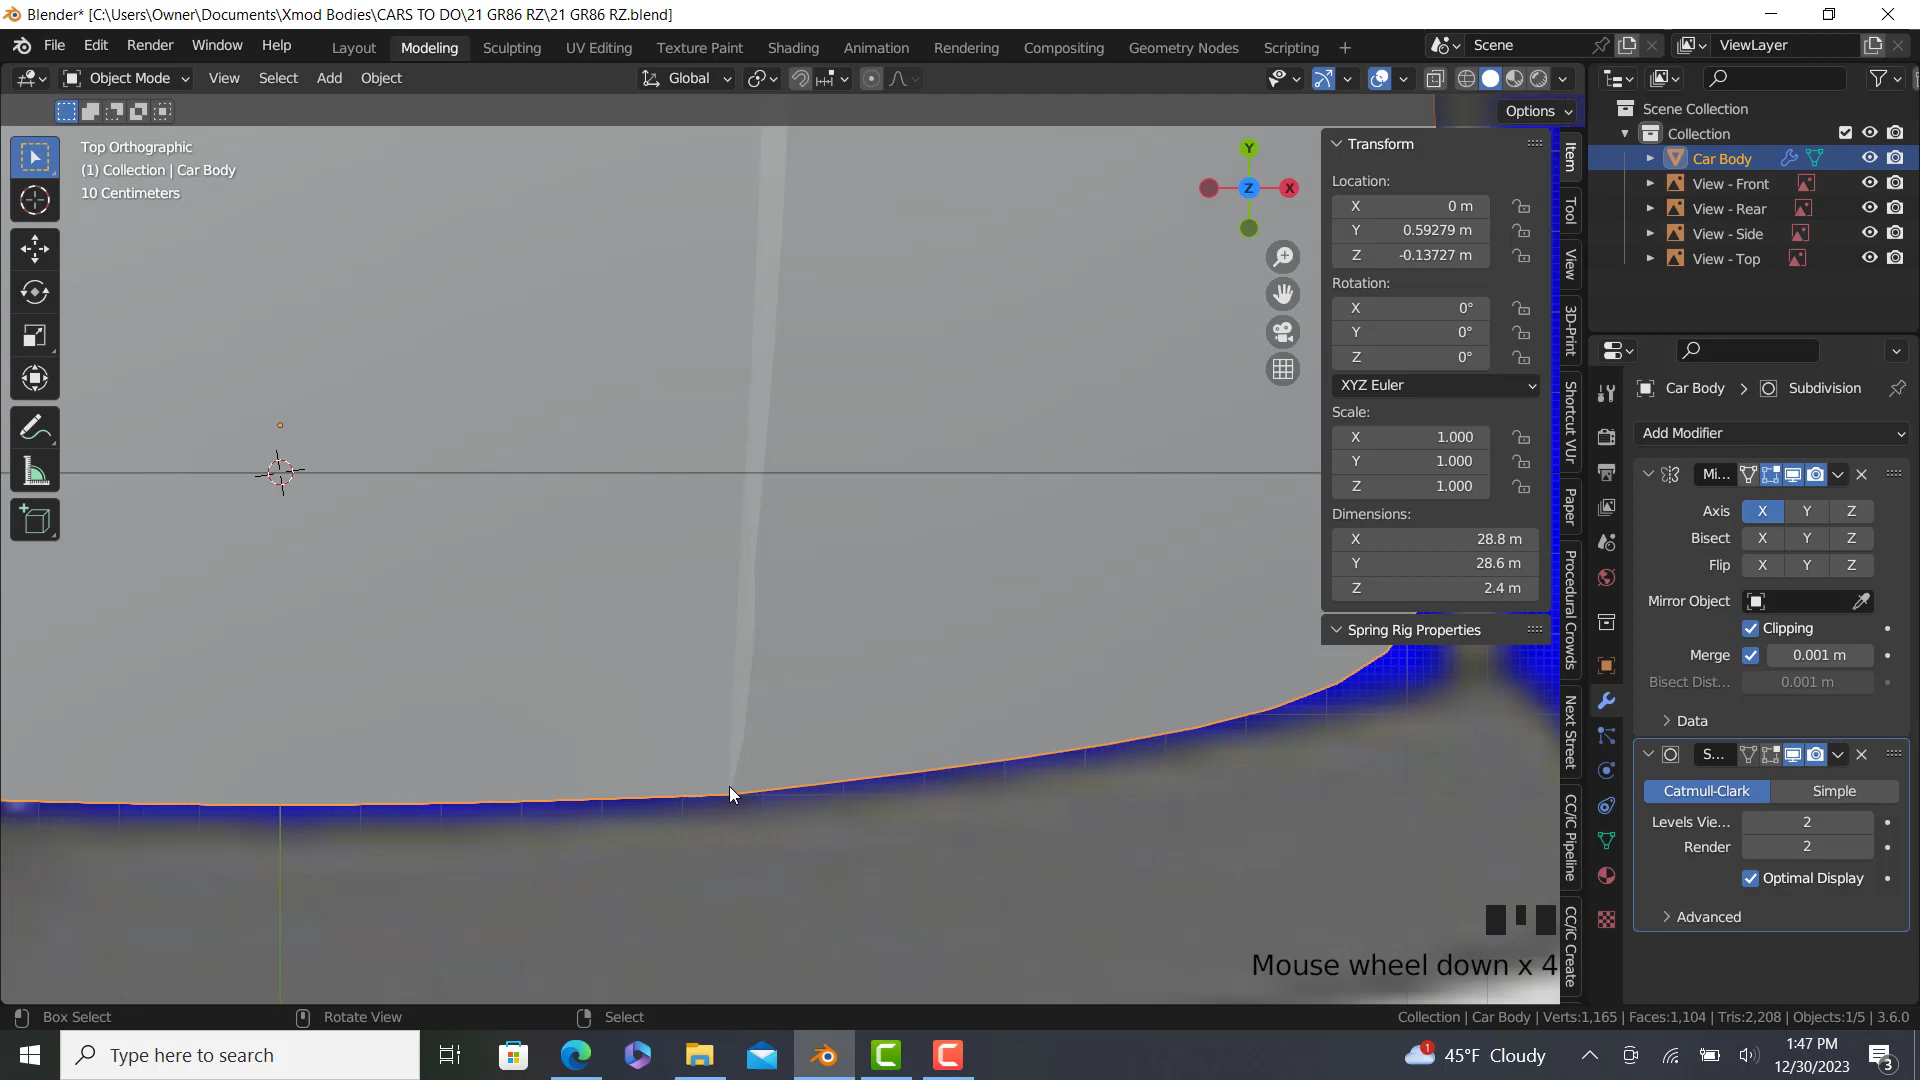 Blender* [C:\Users\Owner\Documents\Xmod Bodies\CARS TO DO\21 GR86 RZ\21 GR86 RZ.blend]
File Edit Render Window Help
Layout Modeling Sculpting UV Editing Texture Paint Shading Animation Rendering Compositing Geometry Nodes Scripting +
Scene ViewLayer
Object Mode View Select Add Object Global
Options
Top Orthographic
(1) Collection | Car Body
10 Centimeters
Y
X
Z
Transform
Location:
X 0 m
Y 0.59279 m
Z -0.13727 m
Rotation:
X 0°
Y 0°
Z 0°
XYZ Euler
Scale:
X 1.000
Y 1.000
Z 1.000
Dimensions:
X 28.8 m
Y 28.6 m
Z 2.4 m
Spring Rig Properties
Item
Tool
View
3D-Print
Shortcut VUr
Paper
Procedural Crowds
Next Street
CC/iC Pipeline
CC/iC Create
Scene Collection
Collection
Car Body
View - Front
View - Rear
View - Side
View - Top
Car Body > Subdivision
Add Modifier
Mi...
Axis X Y Z
Bisect X Y Z
Flip X Y Z
Mirror Object
Clipping
Merge 0.001 m
Bisect Dist... 0.001 m
Data
S...
Catmull-Clark Simple
Levels Vie... 2
Render 2
Optimal Display
Advanced
Mouse wheel down x 4
Box Select Rotate View Select
Collection | Car Body | Verts:1,165 | Faces:1,104 | Tris:2,208 | Objects:1/5 | 3.6.0
Type here to search
1
45°F Cloudy
1:47 PM
12/30/2023
3